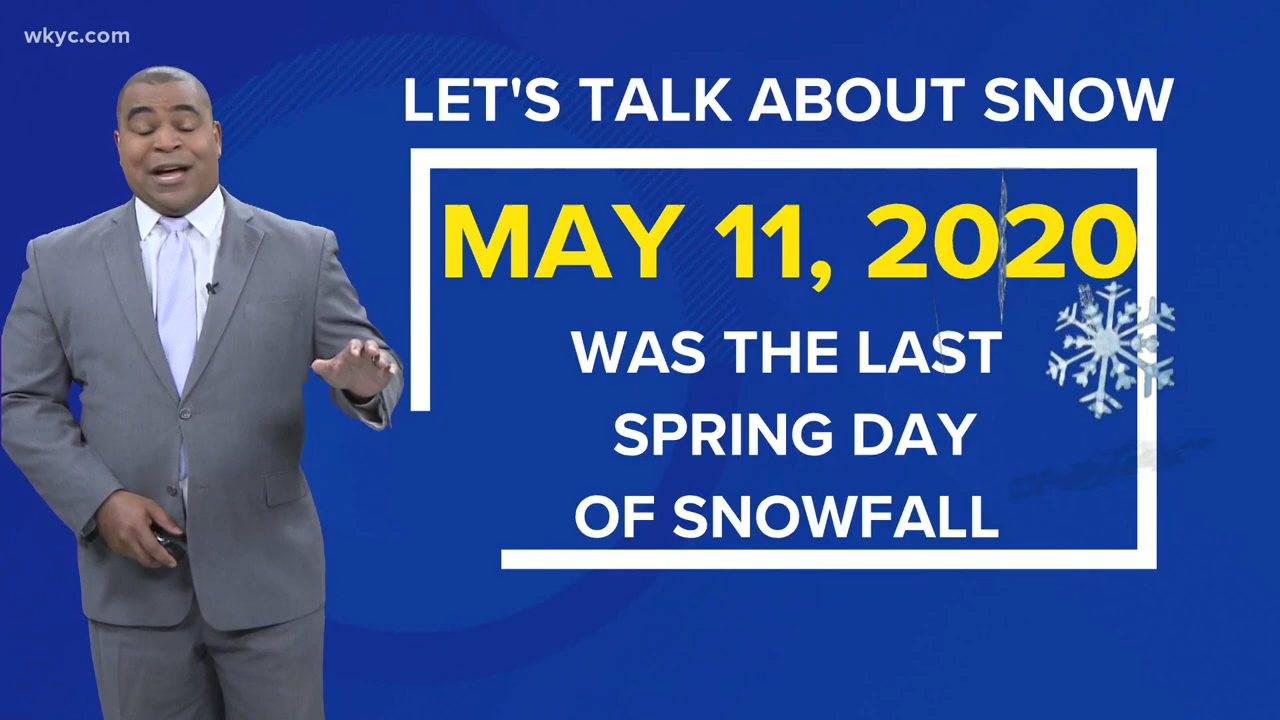 wkyc.com
LET'S TALK ABOUT SNOW
MAY 11, 2020
WAS THE LAST
SPRING DAY
OF SNOWFALL